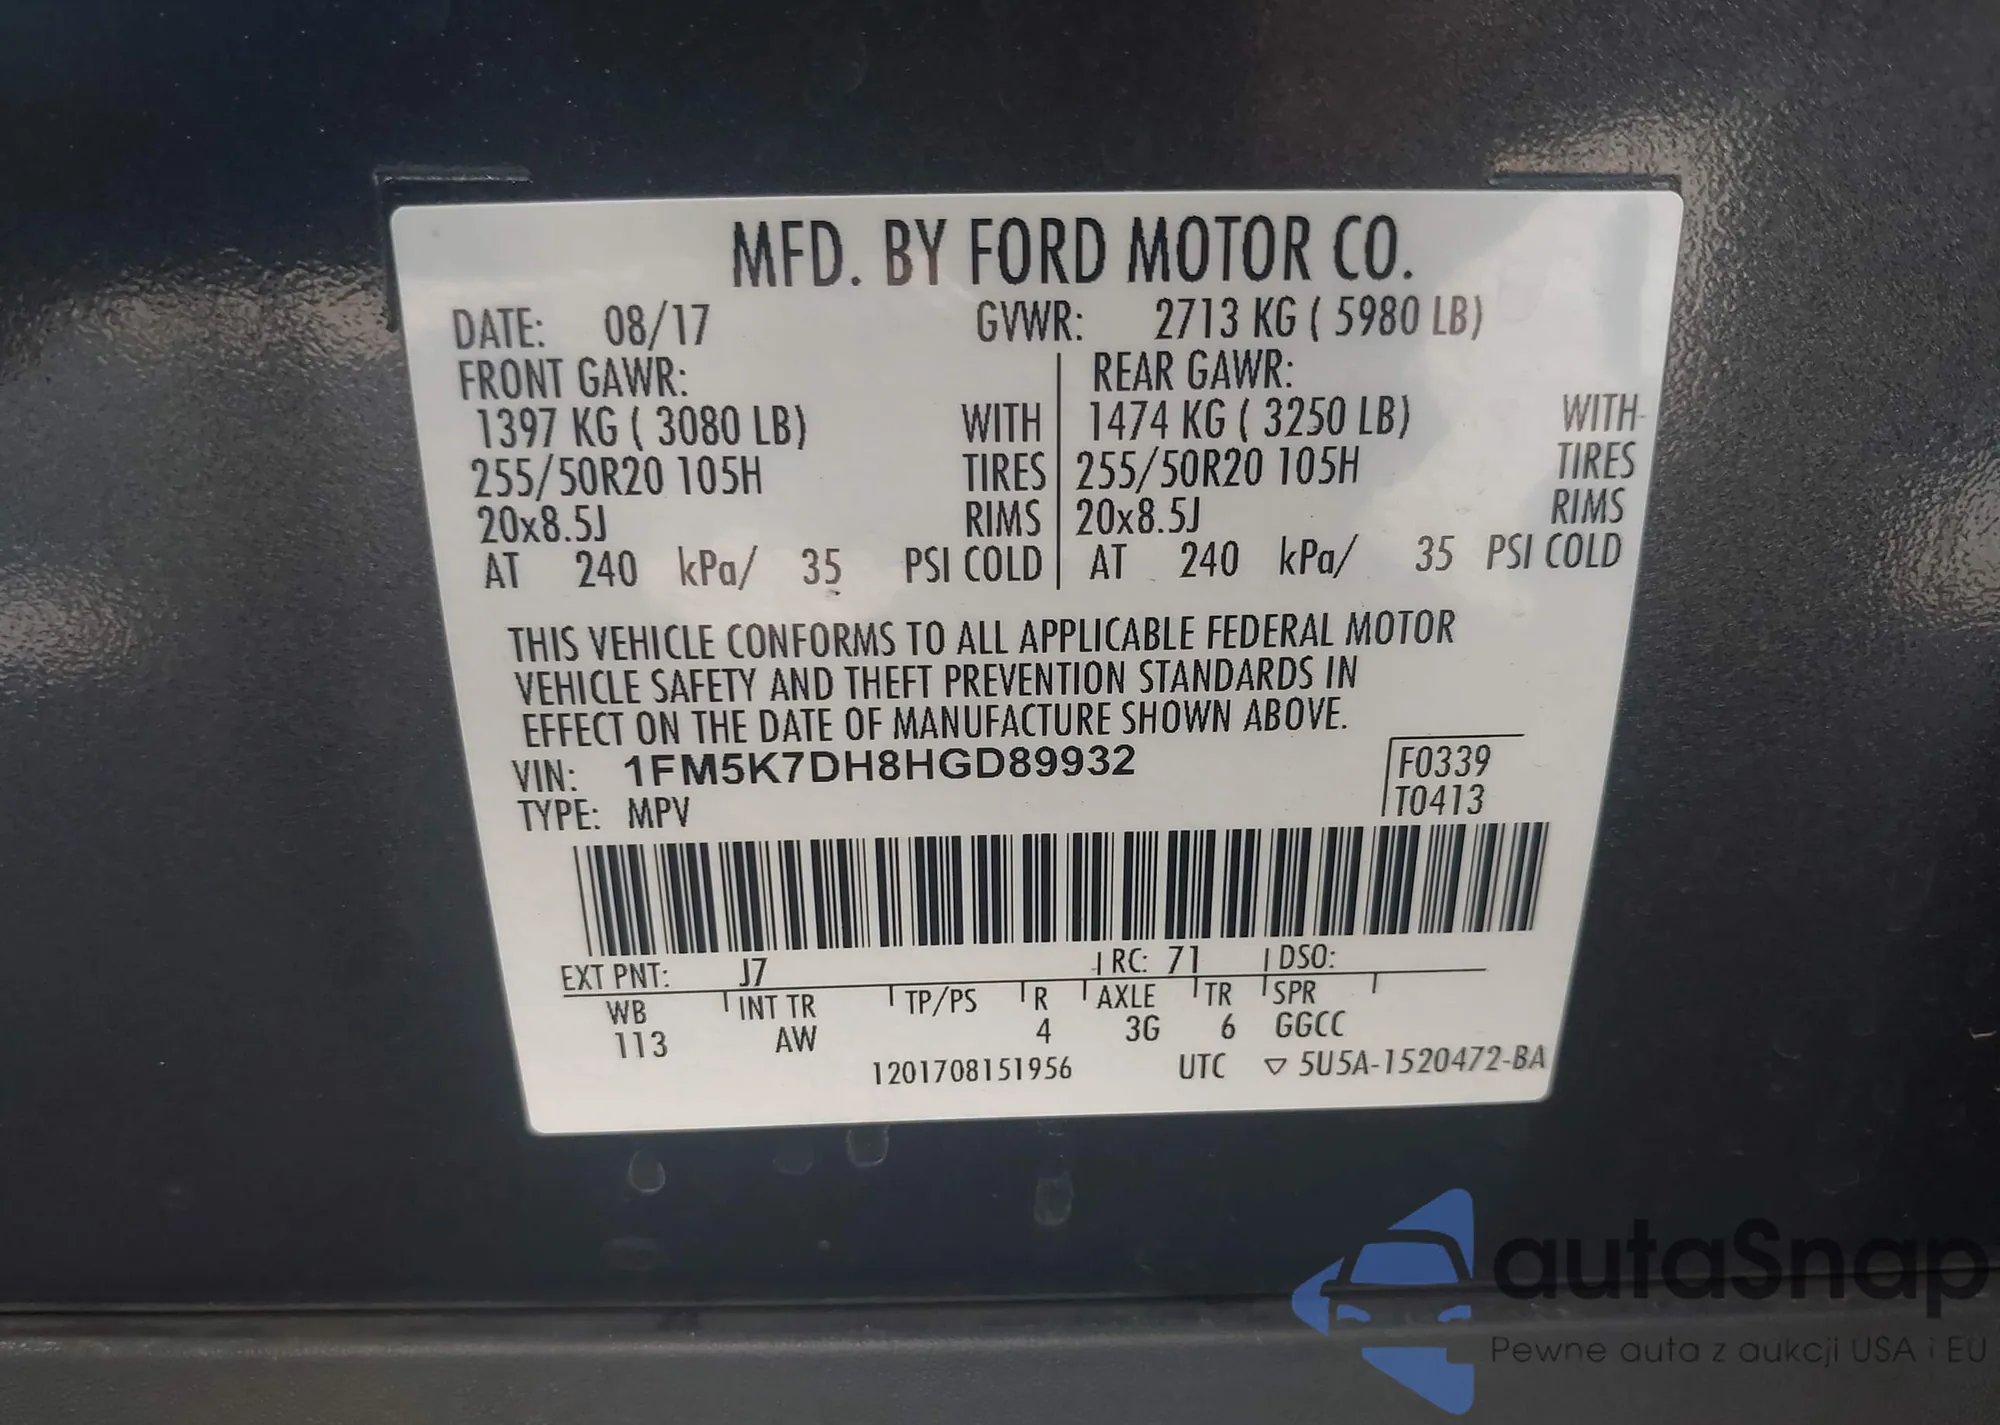 MFD. BY FORD MOTOR CO.
DATE: 08/17 GVWR: 2713 KG ( 5980 LB)
FRONT GAWR: REAR GAWR:
1397 KG ( 3080 LB) WITH 1474 KG ( 3250 LB) WITH
255/50R20 105H TIRES 255/50R20 105H TIRES
20x8.5J RIMS 20x8.5J RIMS
AT 240 kPa/ 35 PSI COLD AT 240 kPa/ 35 PSI COLD
THIS VEHICLE CONFORMS TO ALL APPLICABLE FEDERAL MOTOR
VEHICLE SAFETY AND THEFT PREVENTION STANDARDS IN
EFFECT ON THE DATE OF MANUFACTURE SHOWN ABOVE.
VIN: 1FM5K7DH8HGD89932 F0339
TYPE: MPV T0413
EXT PNT: J7 RC: 71 DSO:
WB INT TR TP/PS R AXLE TR SPR
113 AW 4 3G 6 GGCC
1201708151956 UTC ▽ 5U5A-1520472-BA
autaSnap
Pewne auta z aukcji USA i EU